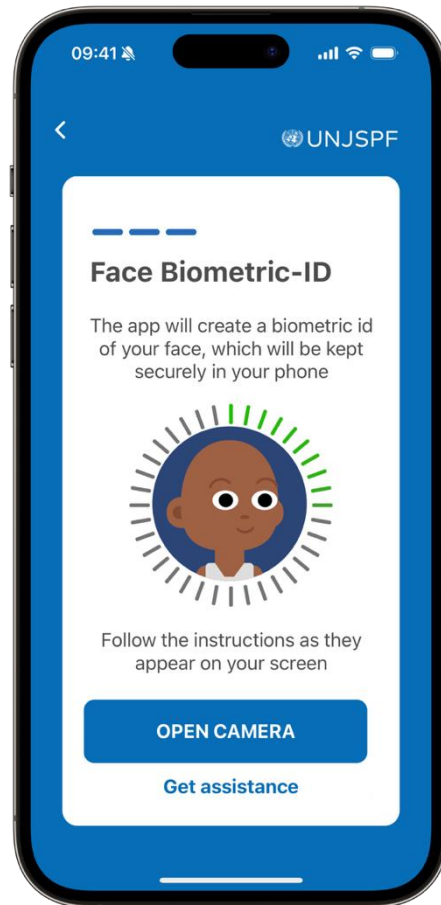 09:41
UNJSPF
Face Biometric-ID
The app will create a biometric id
of your face, which will be kept
securely in your phone
Follow the instructions as they
appear on your screen
OPEN CAMERA
Get assistance